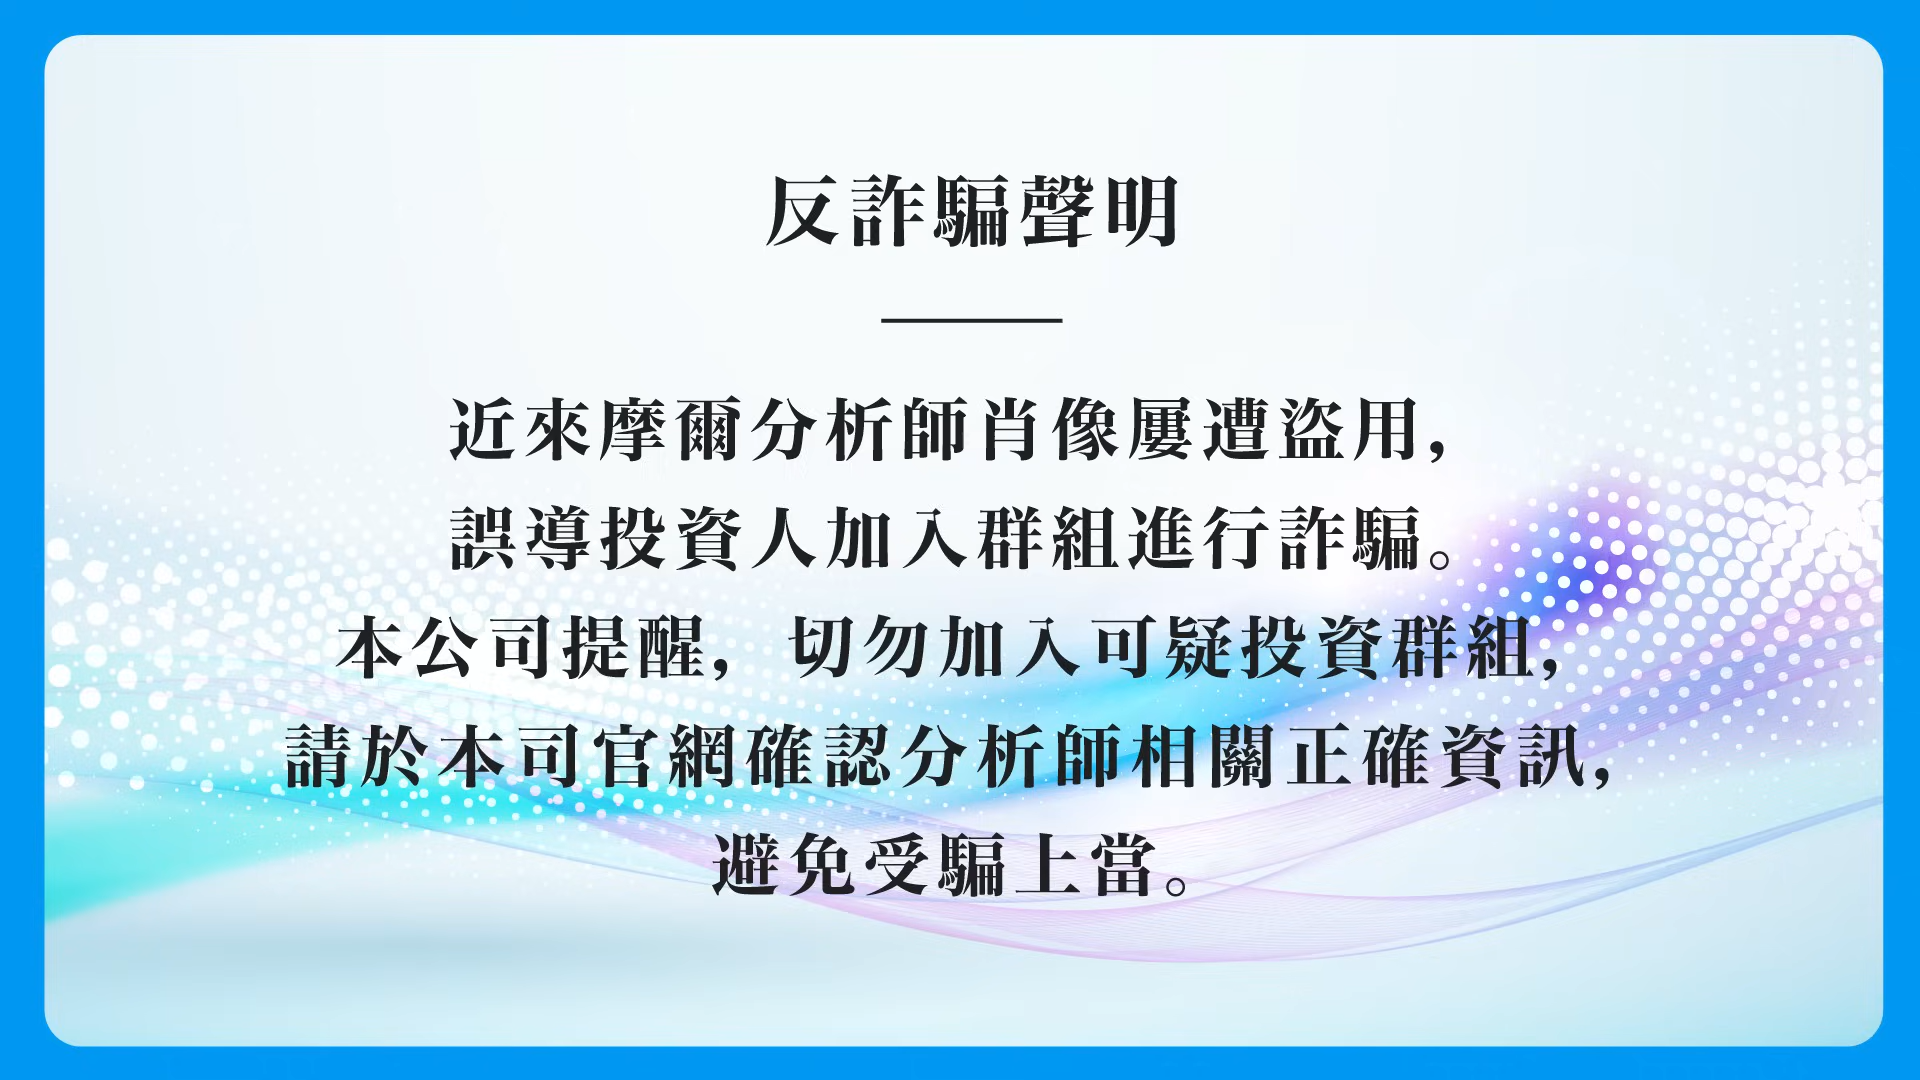 反詐騙聲明
近來摩爾分析師肖像屢遭盜用，
誤導投資人加入群組進行詐騙。
本公司提醒，切勿加入可疑投資群組，
請於本司官網確認分析師相關正確資訊，
避免受騙上當。